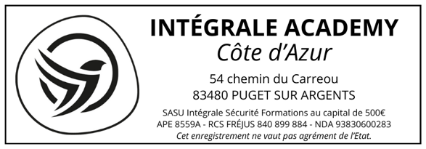 INTÉGRALE ACADEMY
Côte d'Azur
54 chemin du Carreou
83480 PUGET SUR ARGENTS
SASU Intégrale Sécurité Formations au capital de 500€
APE 8559A - RCS FRÉJUS 840 899 884 - NDA 93830600283
Cet enregistrement ne vaut pas agrément de l'Etat.